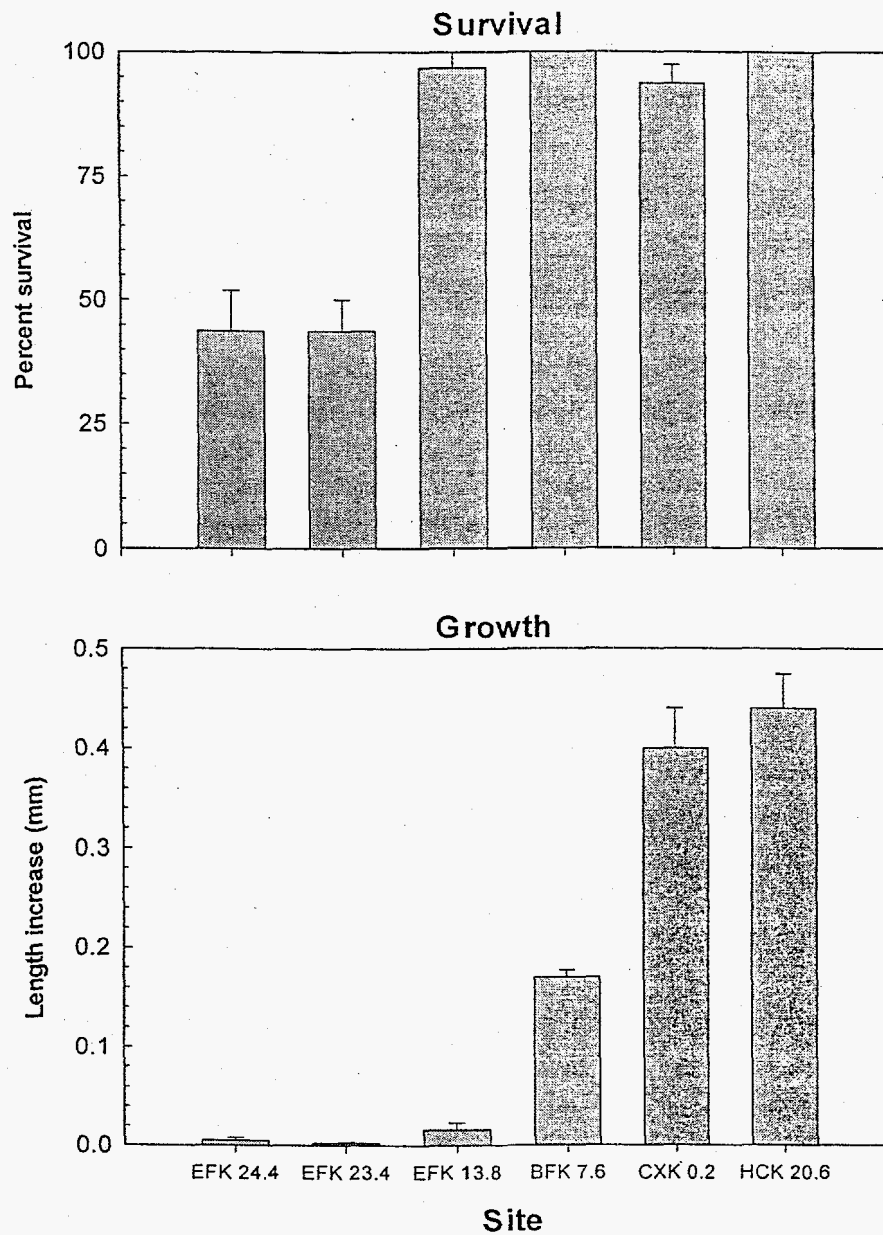 Survival
100
75
50
25
0
Percent survival
Growth
0.5
0.4
0.3
0.2
0.1
0.0
Length increase (mm)
EFK 24.4 EFK 23.4 EFK 13.8 BFK 7.6 CXK 0.2 HCK 20.6
Site